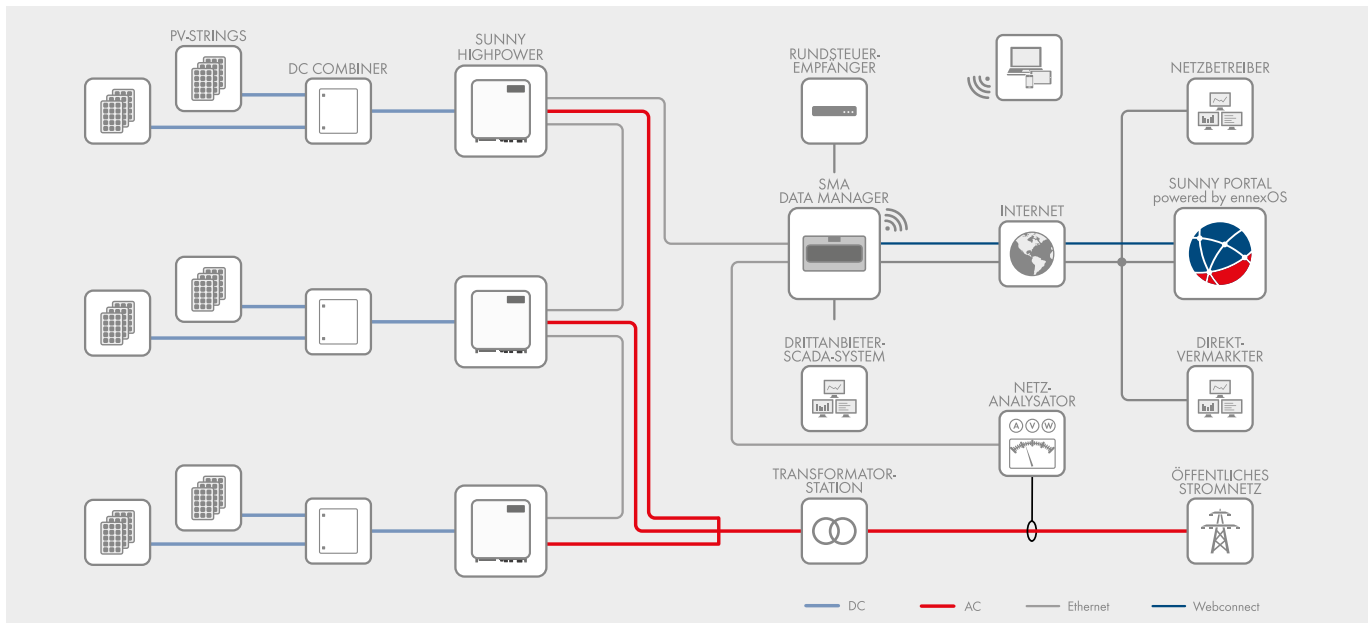 PV-STRINGS
DC COMBINER
SUNNY
HIGHPOWER
RUNDSTEUER-
EMPFÄNGER
NETZBETREIBER
SMA
DATA MANAGER
INTERNET
SUNNY PORTAL
powered by ennexOS
DRITTANBIETER-
SCADA-SYSTEM
NETZ-
ANALYSATOR
A V W
DIREKT-
VERMARKTER
TRANSFORMATOR-
STATION
ÖFFENTLICHES
STROMNETZ
DC
AC
Ethernet
Webconnect